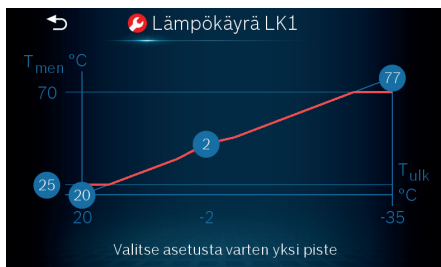 Lämpökäyrä LK1
Tmen °C
70
77
2
25
20
Tulk
°C
20 -2 -35
Valitse asetusta varten yksi piste